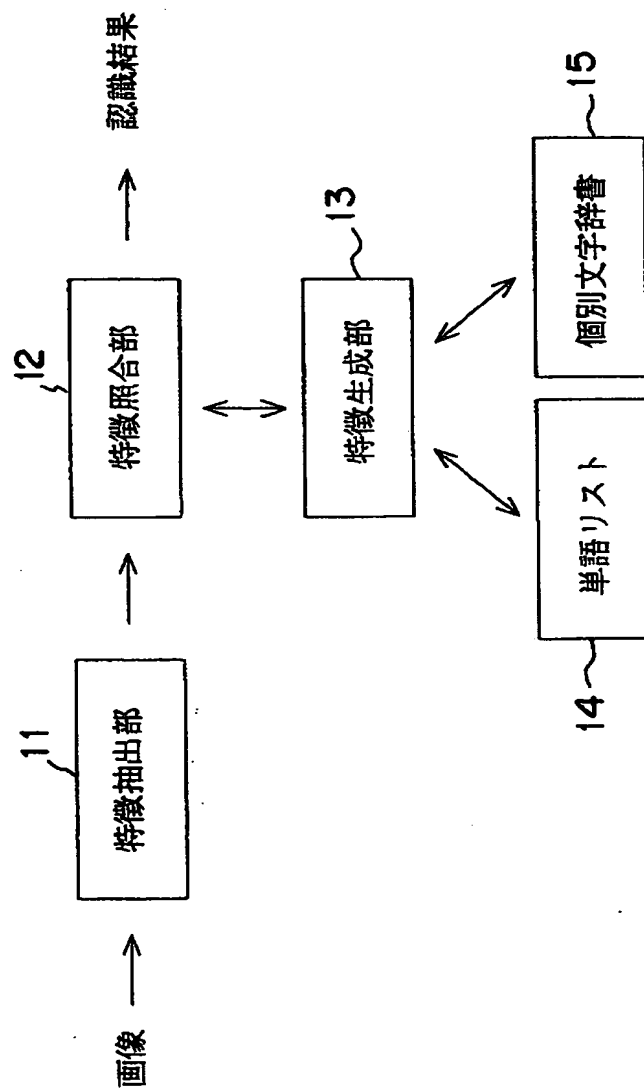 画像
特徴抽出部
11
特徴照合部
12
認識結果
特徴生成部
13
単語リスト
14
個別文字辞書
15